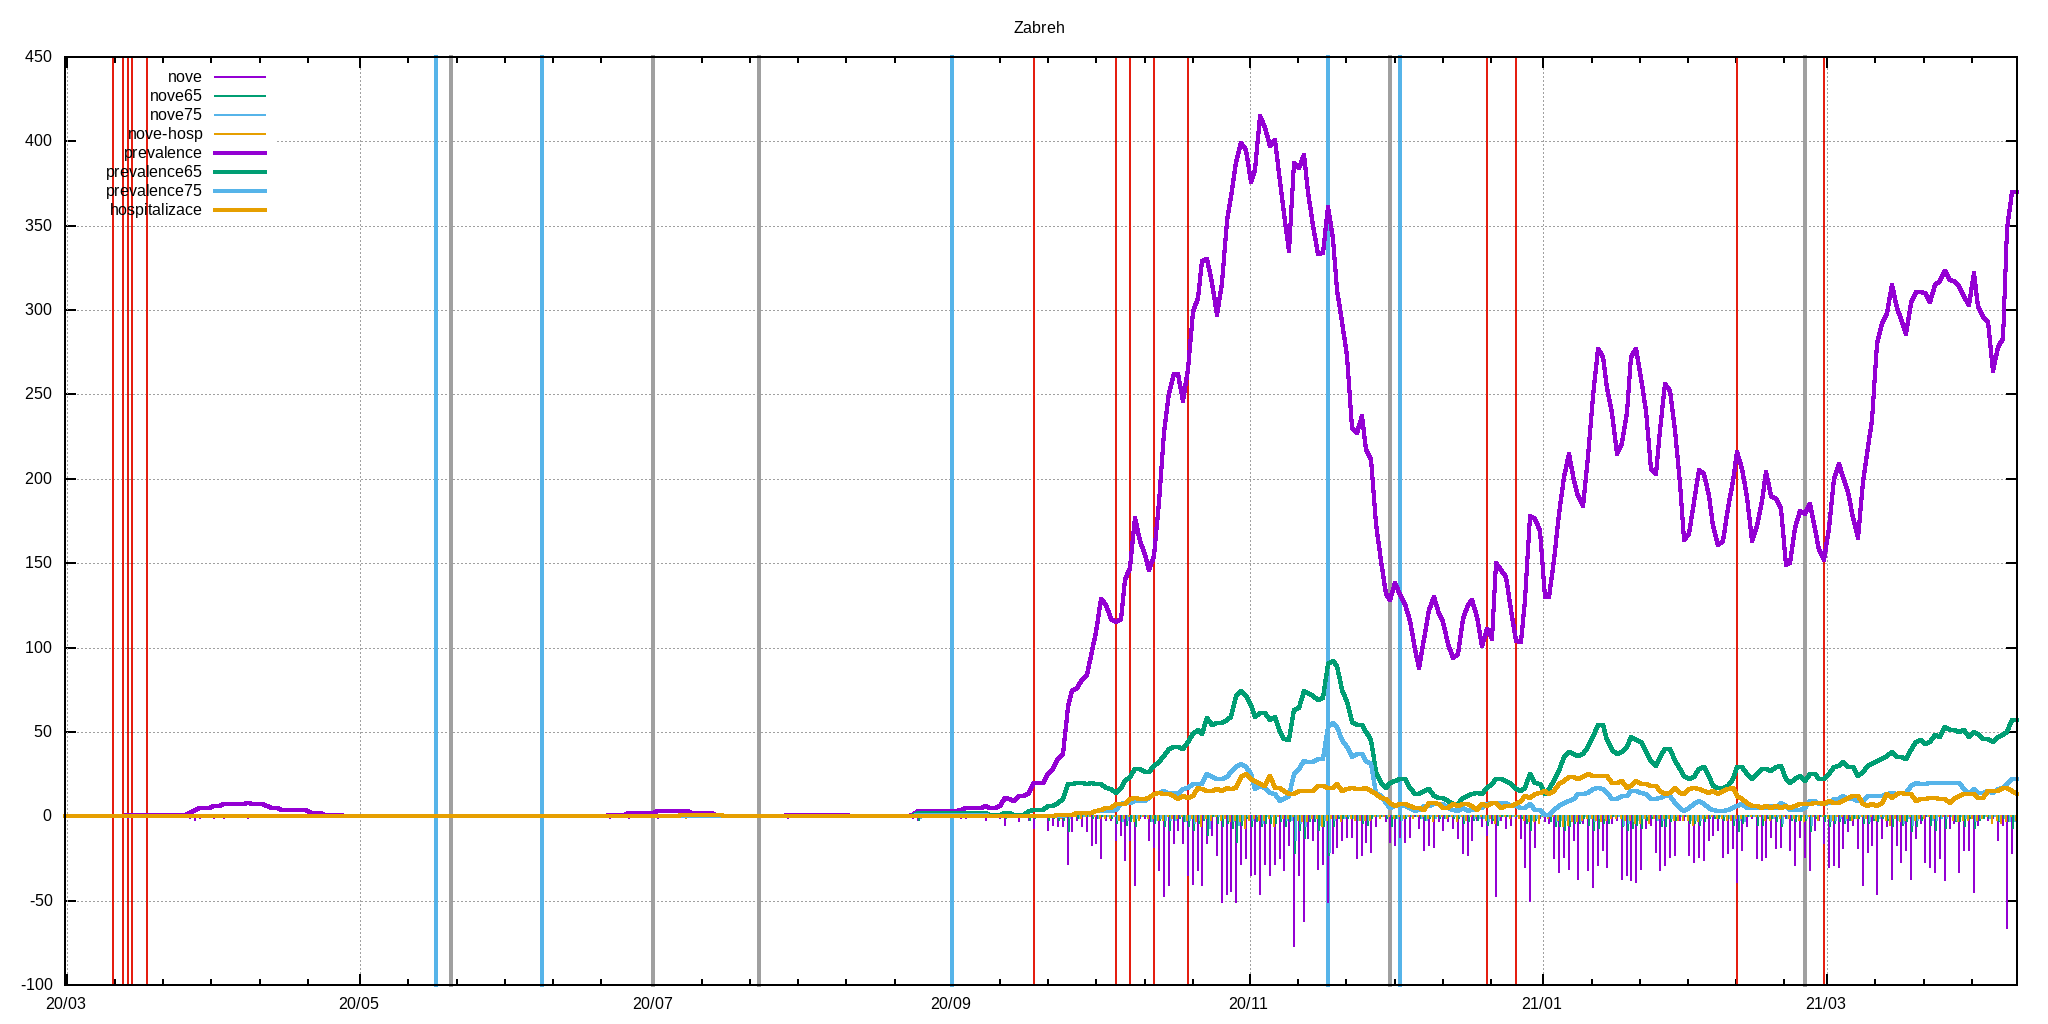 Zabreh
450
400
350
300
250
200
150
100
50
0
-50
-100
nove
nove65
nove75
nove-hosp
prevalence
prevalence65
prevalence75
hospitalizace
20/03 20/05 20/07 20/09 20/11 21/01 21/03